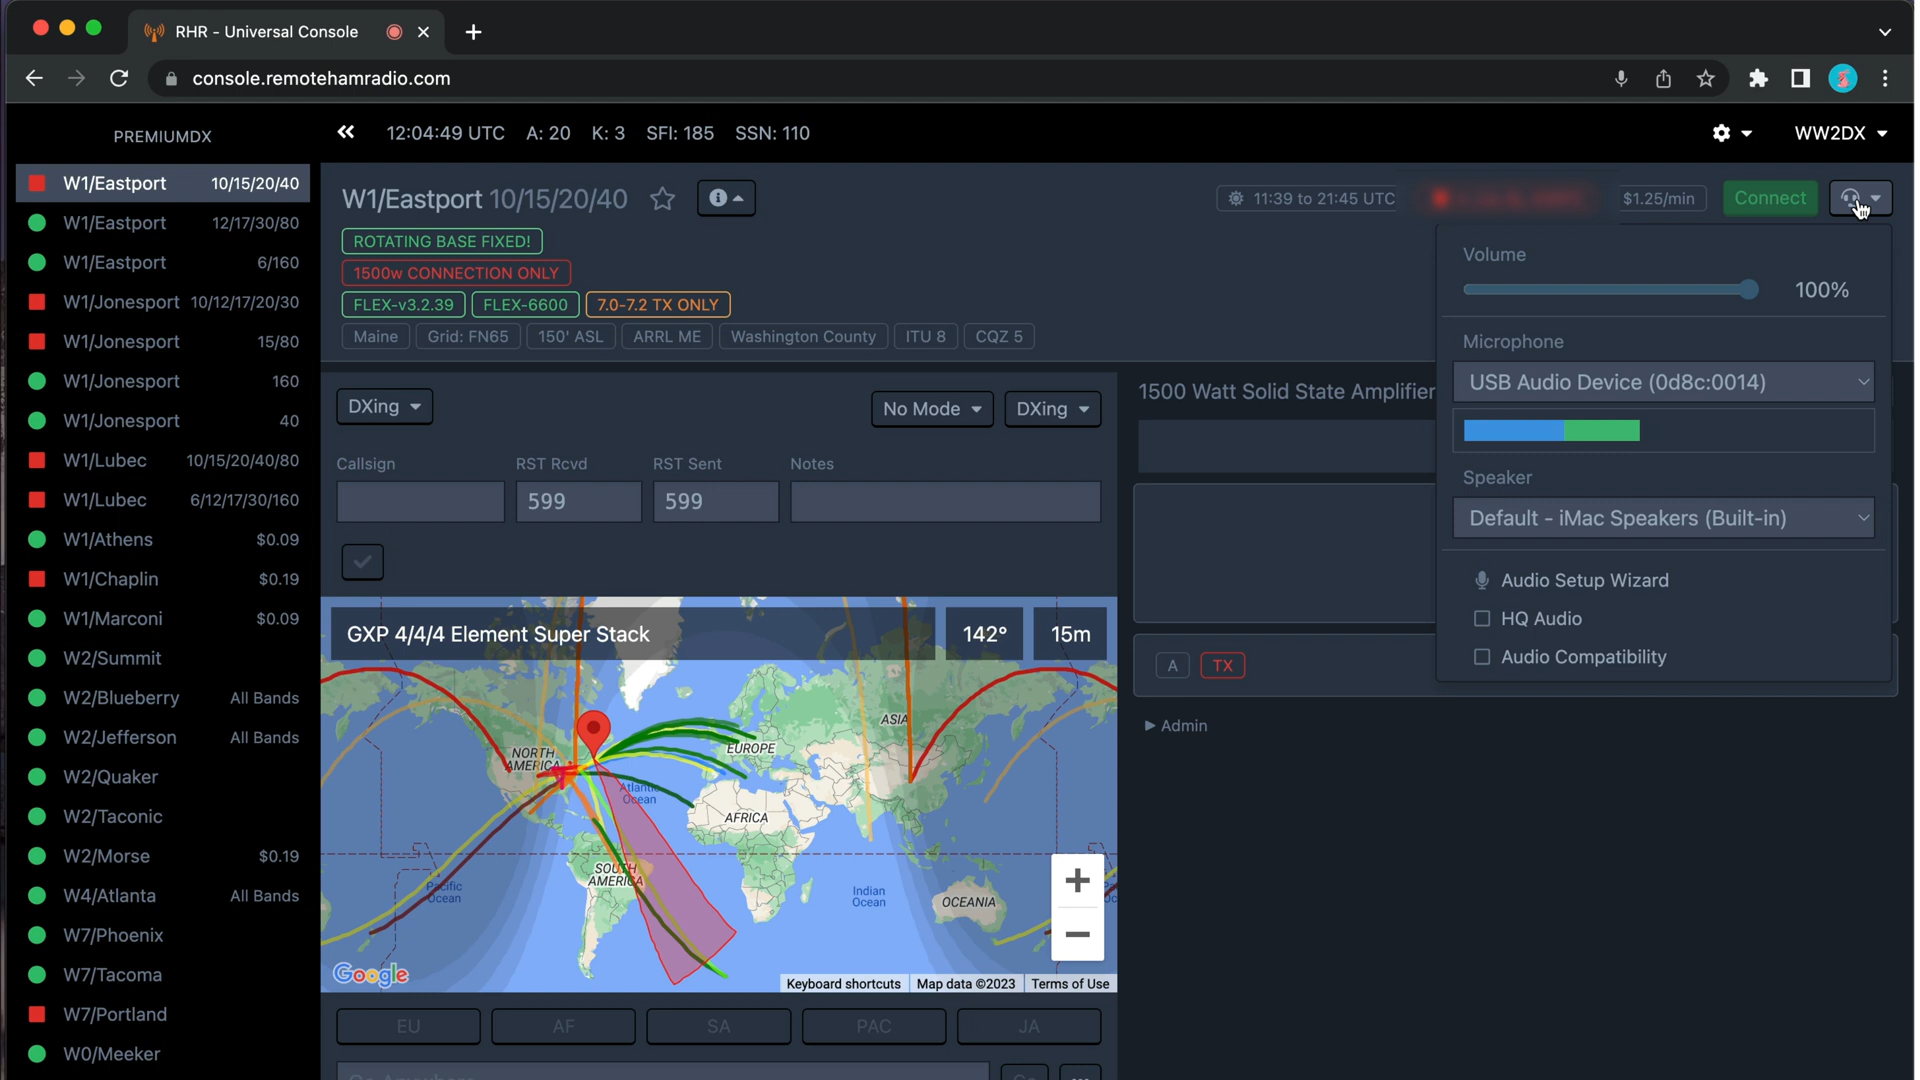 RHR - Universal Console
console.remotehamradio.com
PREMIUMDX
12:04:49 UTC A: 20 K: 3 SFI: 185 SSN: 110
WW2DX
W1/Eastport 10/15/20/40
W1/Eastport 12/17/30/80
W1/Eastport 6/160
W1/Jonesport 10/12/17/20/30
W1/Jonesport 15/80
W1/Jonesport 160
W1/Jonesport 40
W1/Lubec 10/15/20/40/80
W1/Lubec 6/12/17/30/160
W1/Athens $0.09
W1/Chaplin $0.19
W1/Marconi $0.09
W2/Summit
W2/Blueberry All Bands
W2/Jefferson All Bands
W2/Quaker
W2/Taconic
W2/Morse $0.19
W4/Atlanta All Bands
W7/Phoenix
W7/Tacoma
W7/Portland
W0/Meeker
W1/Eastport 10/15/20/40
11:39 to 21:45 UTC
$1.25/min
Connect
ROTATING BASE FIXED!
1500w CONNECTION ONLY
FLEX-v3.2.39 FLEX-6600 7.0-7.2 TX ONLY
Maine Grid: FN65 150' ASL ARRL ME Washington County ITU 8 CQZ 5
DXing
No Mode DXing
Callsign RST Rcvd RST Sent Notes
599 599
GXP 4/4/4 Element Super Stack 142° 15m
NORTH
AMERICA
EUROPE
ASIA
Atlantic
Ocean
AFRICA
SOUTH
AMERICA
Pacific
Ocean
Indian
Ocean
OCEANIA
+
−
Google
Keyboard shortcuts Map data ©2023 Terms of Use
EU AF SA PAC JA
1500 Watt Solid State Amplifier
A TX
Admin
Volume
100%
Microphone
USB Audio Device (0d8c:0014)
Speaker
Default - iMac Speakers (Built-in)
Audio Setup Wizard
HQ Audio
Audio Compatibility